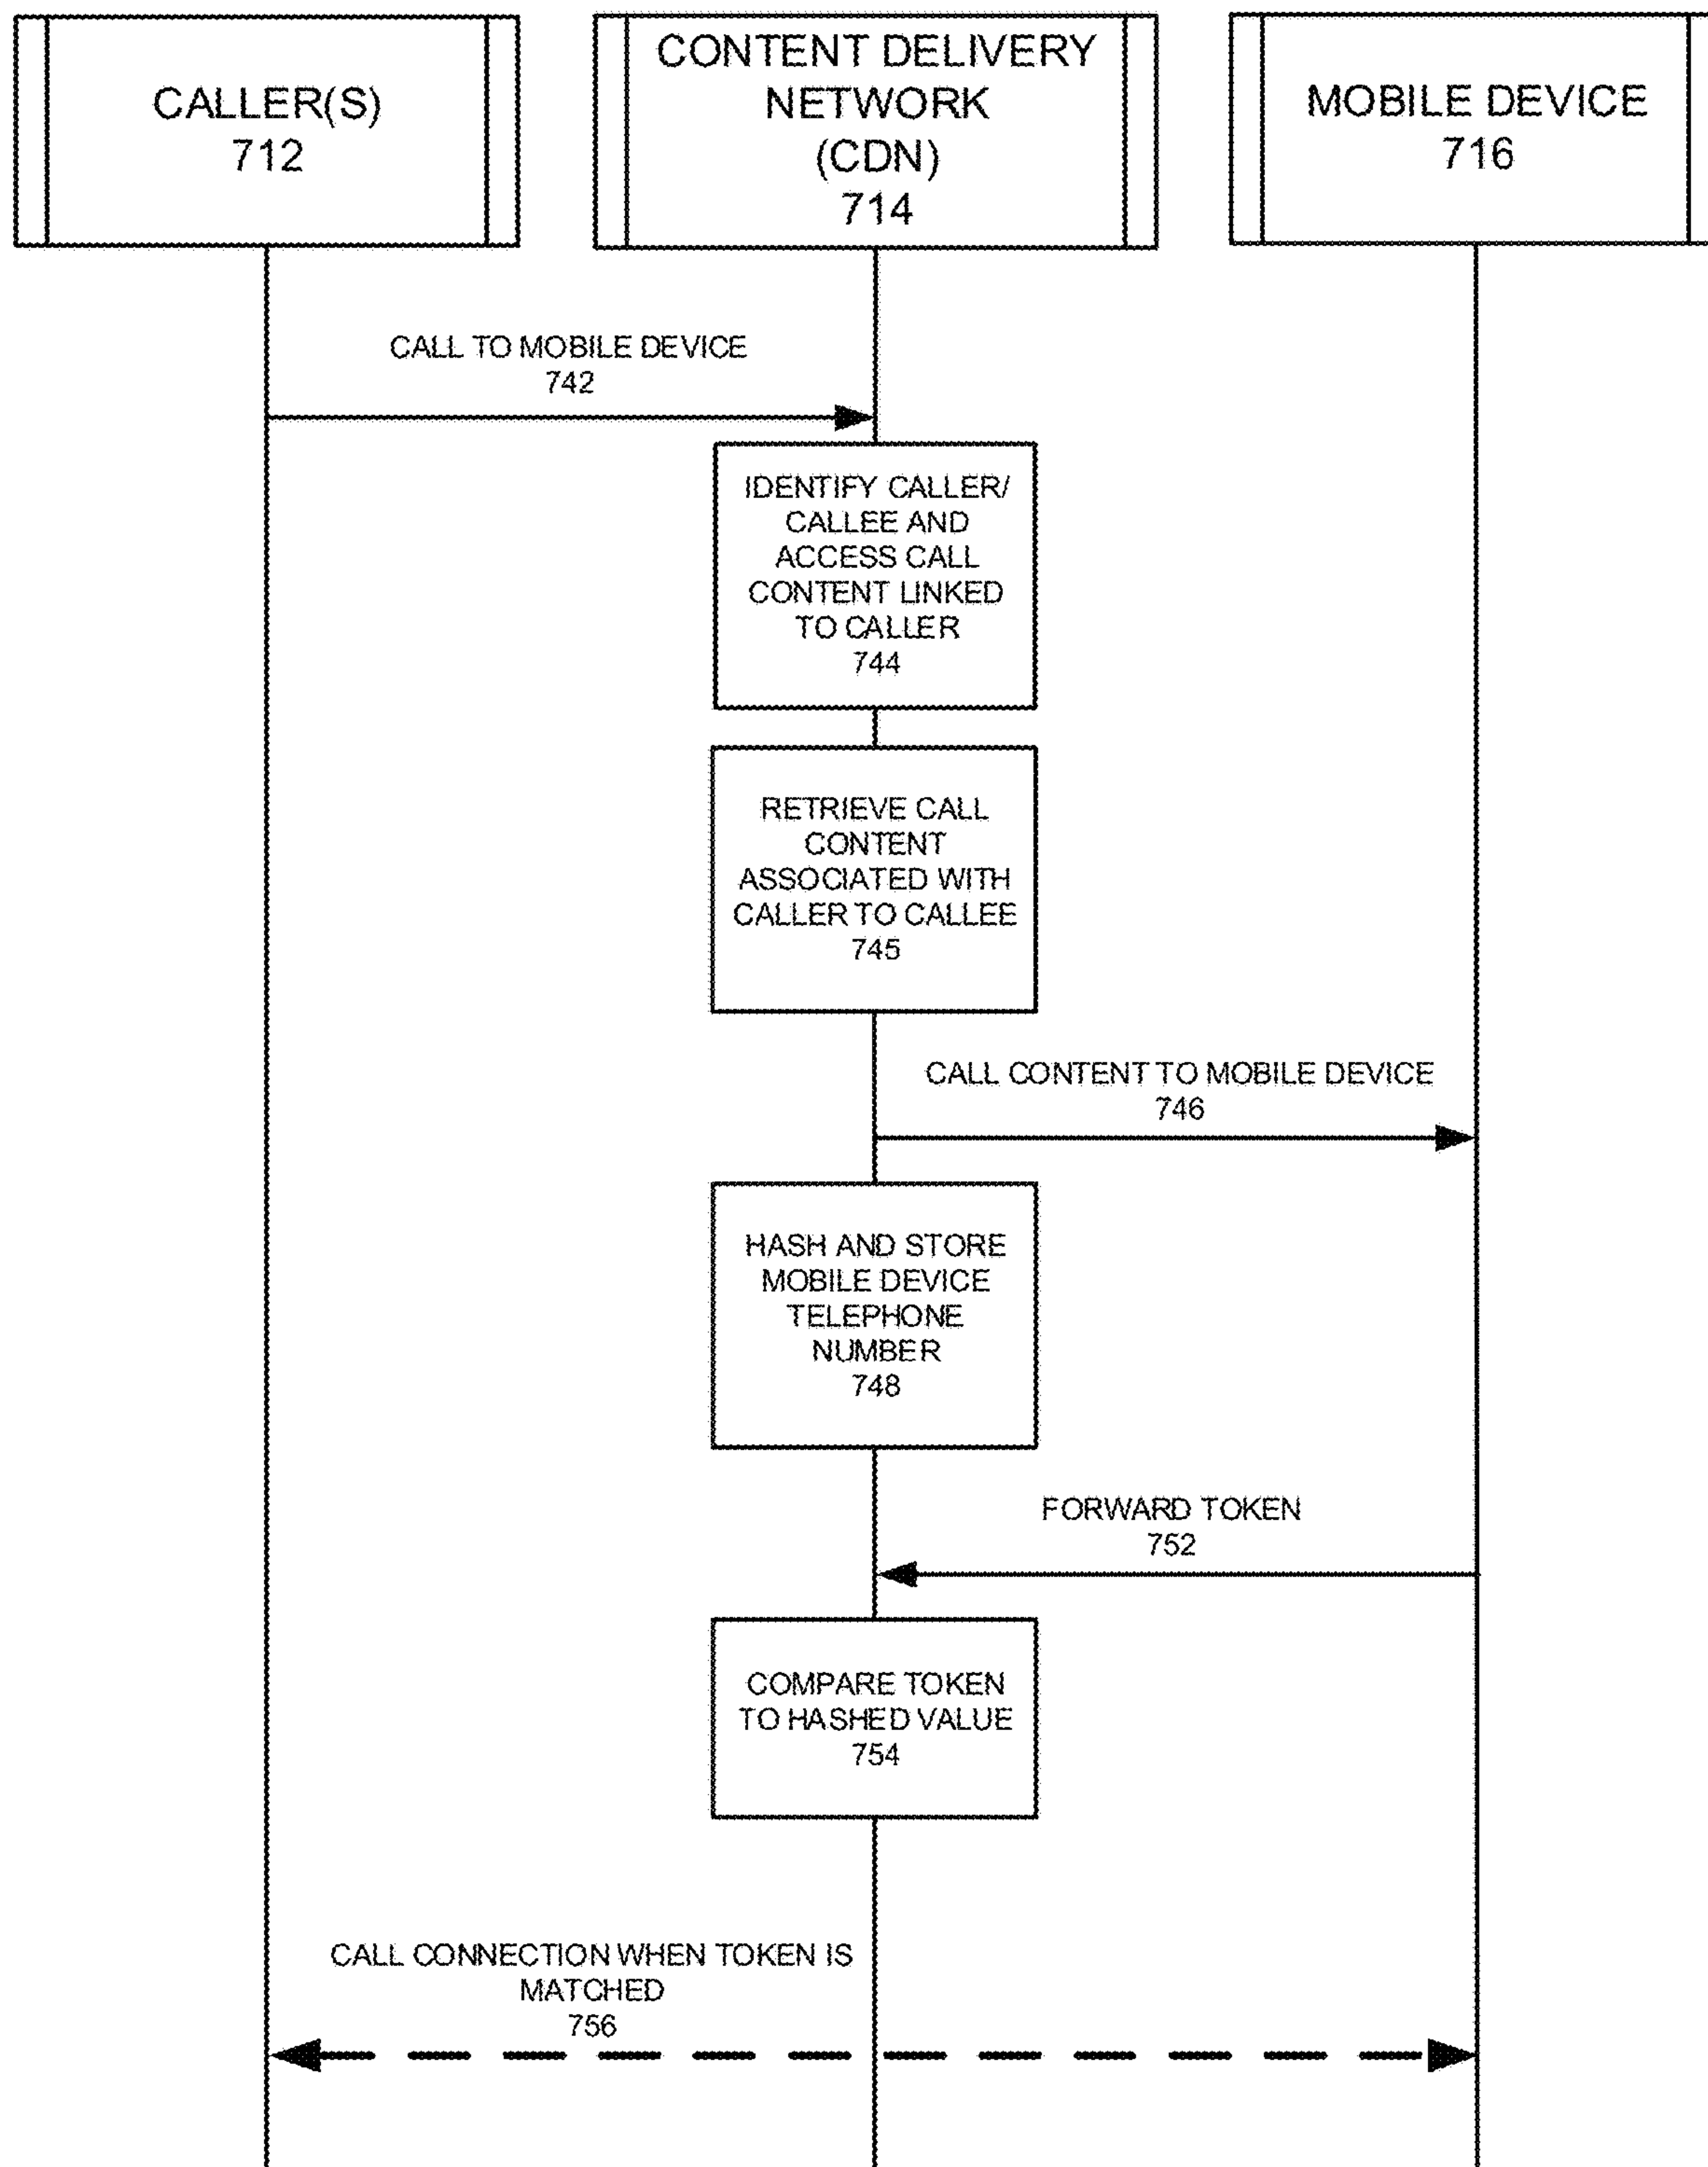 CALLER(S)
712
CONTENT DELIVERY
NETWORK
(CDN)
714
MOBILE DEVICE
716
CALL TO MOBILE DEVICE
742
IDENTIFY CALLER/
CALLEE AND
ACCESS CALL
CONTENT LINKED
TO CALLER
744
RETRIEVE CALL
CONTENT
ASSOCIATED WITH
CALLER TO CALLEE
745
CALL CONTENT TO MOBILE DEVICE
746
HASH AND STORE
MOBILE DEVICE
TELEPHONE
NUMBER
748
FORWARD TOKEN
752
COMPARE TOKEN
TO HASHED VALUE
754
CALL CONNECTION WHEN TOKEN IS
MATCHED
756